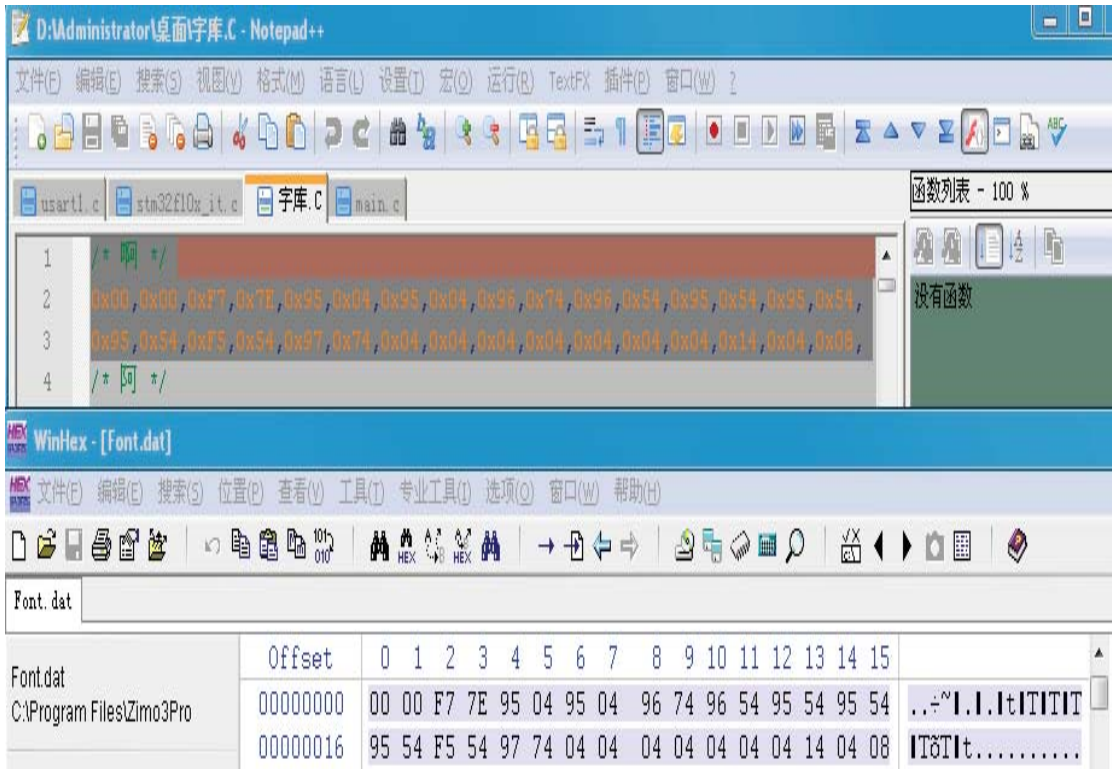 D:\Administrator\桌面\字库.C - Notepad++
文件(F) 编辑(E) 搜索(S) 视图(V) 格式(M) 语言(L) 设置(T) 宏(O) 运行(R) TextFX 插件(P) 窗口(W) ?
usart1.c stm32f10x_it.c 字库.C main.c
函数列表 - 100 %
1 /* 啊 */
2 0x00,0x00,0xF7,0x7E,0x95,0x04,0x95,0x04,0x96,0x74,0x96,0x54,0x95,0x54,0x95,0x54,
没有函数
3 0x95,0x54,0xF5,0x54,0x97,0x74,0x04,0x04,0x04,0x04,0x04,0x04,0x04,0x14,0x04,0x08,
4 /* 阿 */
WinHex - [Font.dat]
文件(F) 编辑(E) 搜索(S) 位置(P) 查看(V) 工具(T) 专业工具(I) 选项(O) 窗口(W) 帮助(H)
Font.dat
Offset 0 1 2 3 4 5 6 7 8 9 10 11 12 13 14 15
Font.dat
C:\Program Files\Zimo3Pro
00000000 00 00 F7 7E 95 04 95 04 96 74 96 54 95 54 95 54
00000016 95 54 F5 54 97 74 04 04 04 04 04 04 04 14 04 08